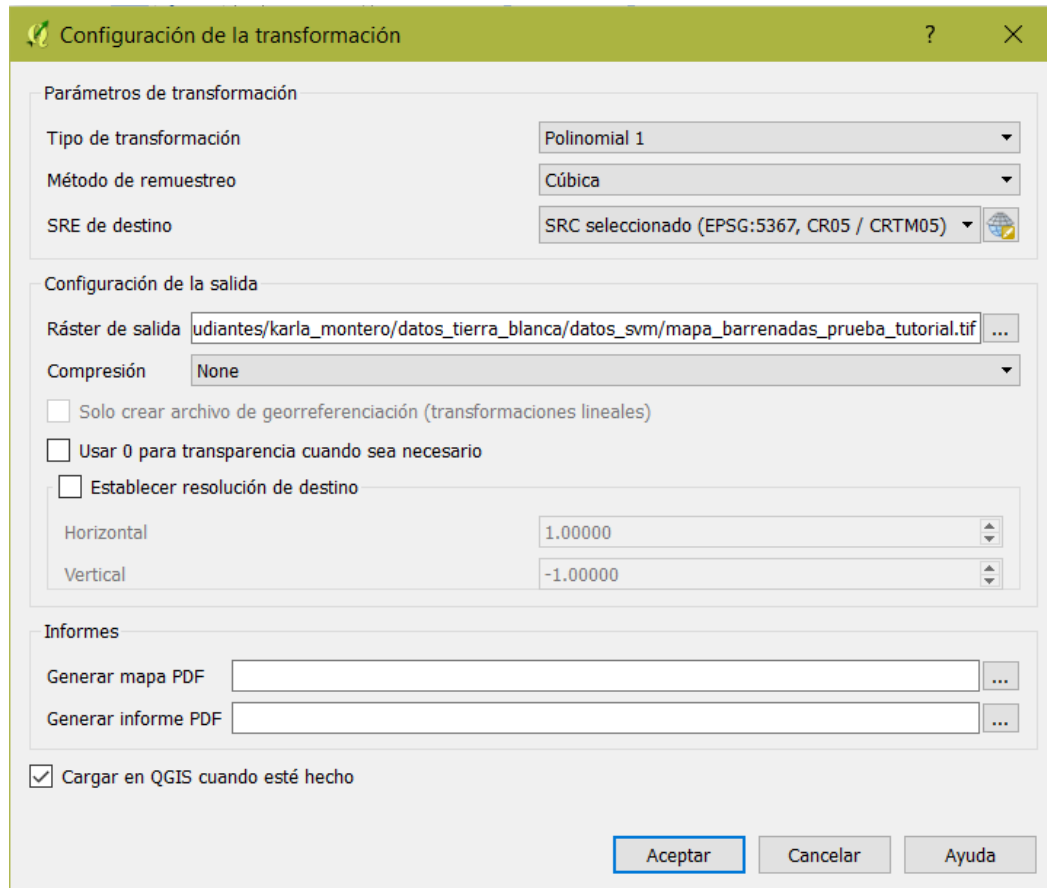 Configuración de la transformación ?
Parámetros de transformación
Tipo de transformación Polinomial 1
Método de remuestreo Cúbica
SRE de destino SRC seleccionado (EPSG:5367, CR05 / CRTM05)
Configuración de la salida
Ráster de salida udiantes/karla_montero/datos_tierra_blanca/datos_svm/mapa_barrenadas_prueba_tutorial.tif ...
Compresión None
Solo crear archivo de georreferenciación (transformaciones lineales)
Usar 0 para transparencia cuando sea necesario
Establecer resolución de destino
Horizontal 1.00000
Vertical -1.00000
Informes
Generar mapa PDF ...
Generar informe PDF ...
Cargar en QGIS cuando esté hecho
Aceptar Cancelar Ayuda